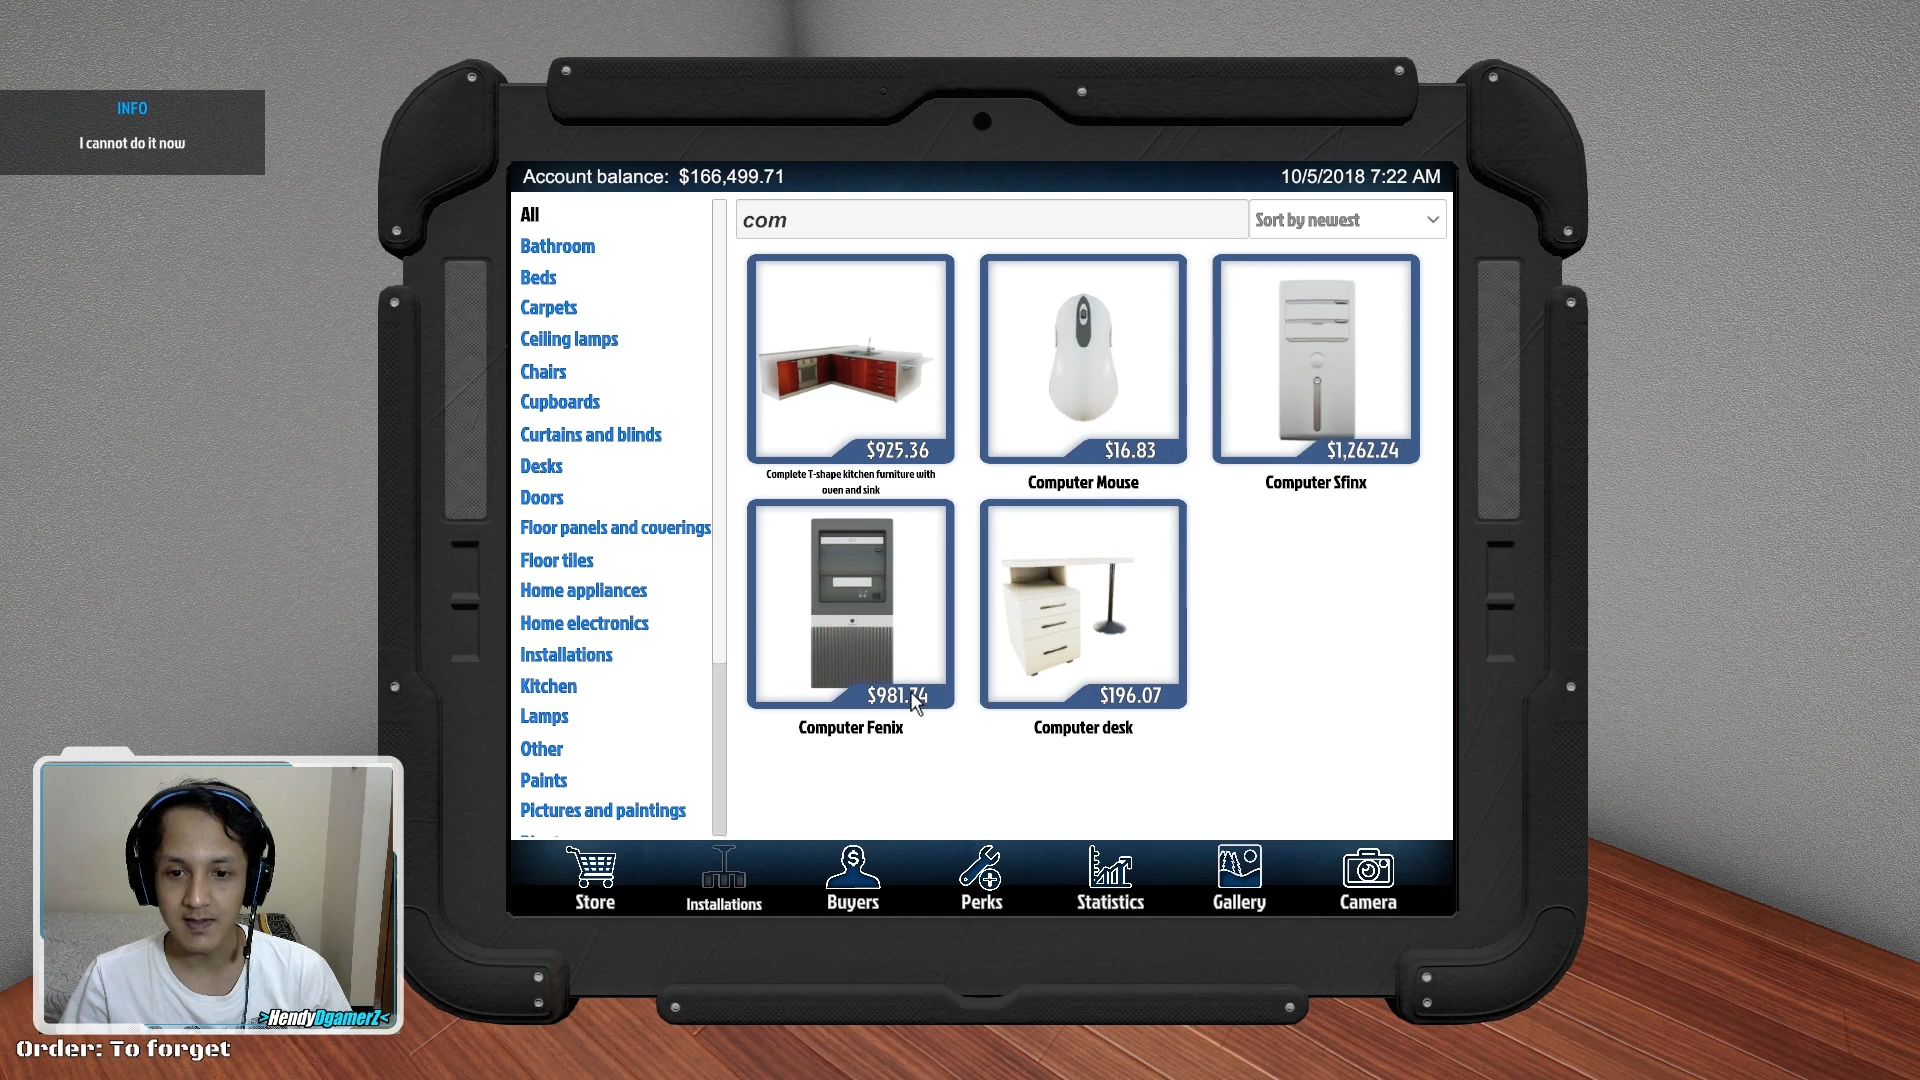 INFO
I cannot do it now
Account balance: $166,499.71
10/5/2018 7:22 AM
All
Bathroom
Beds
Carpets
Ceiling lamps
Chairs
Cupboards
Curtains and blinds
Desks
Doors
Floor panels and coverings
Floor tiles
Home appliances
Home electronics
Installations
Kitchen
Lamps
Other
Paints
Pictures and paintings
com
Sort by newest
$925.36
Complete T-shape kitchen furniture with
oven and sink
$16.83
Computer Mouse
$1,262.24
Computer Sfinx
$981.74
Computer Fenix
$196.07
Computer desk
Store
Installations
Buyers
Perks
Statistics
Gallery
Camera
>HendyDgamerZ<
Order: To forget